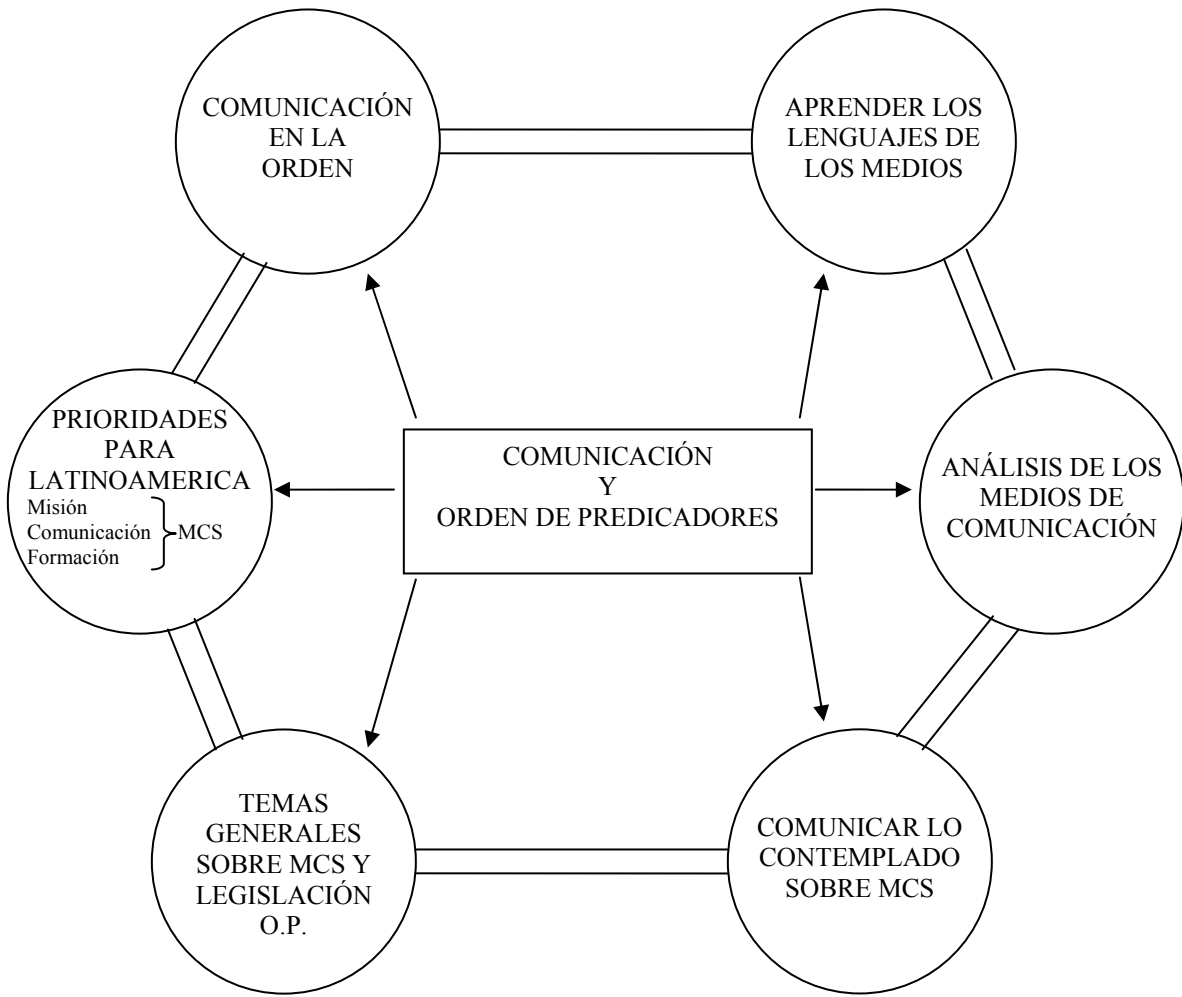 COMUNICACIÓN
EN LA
ORDEN
APRENDER LOS
LENGUAJES DE
LOS MEDIOS
PRIORIDADES
PARA
LATINOAMERICA
Misión
Comunicación
Formación
MCS
COMUNICACIÓN
Y
ORDEN DE PREDICADORES
ANÁLISIS DE LOS
MEDIOS DE
COMUNICACIÓN
TEMAS
GENERALES
SOBRE MCS Y
LEGISLACIÓN
O.P.
COMUNICAR LO
CONTEMPLADO
SOBRE MCS